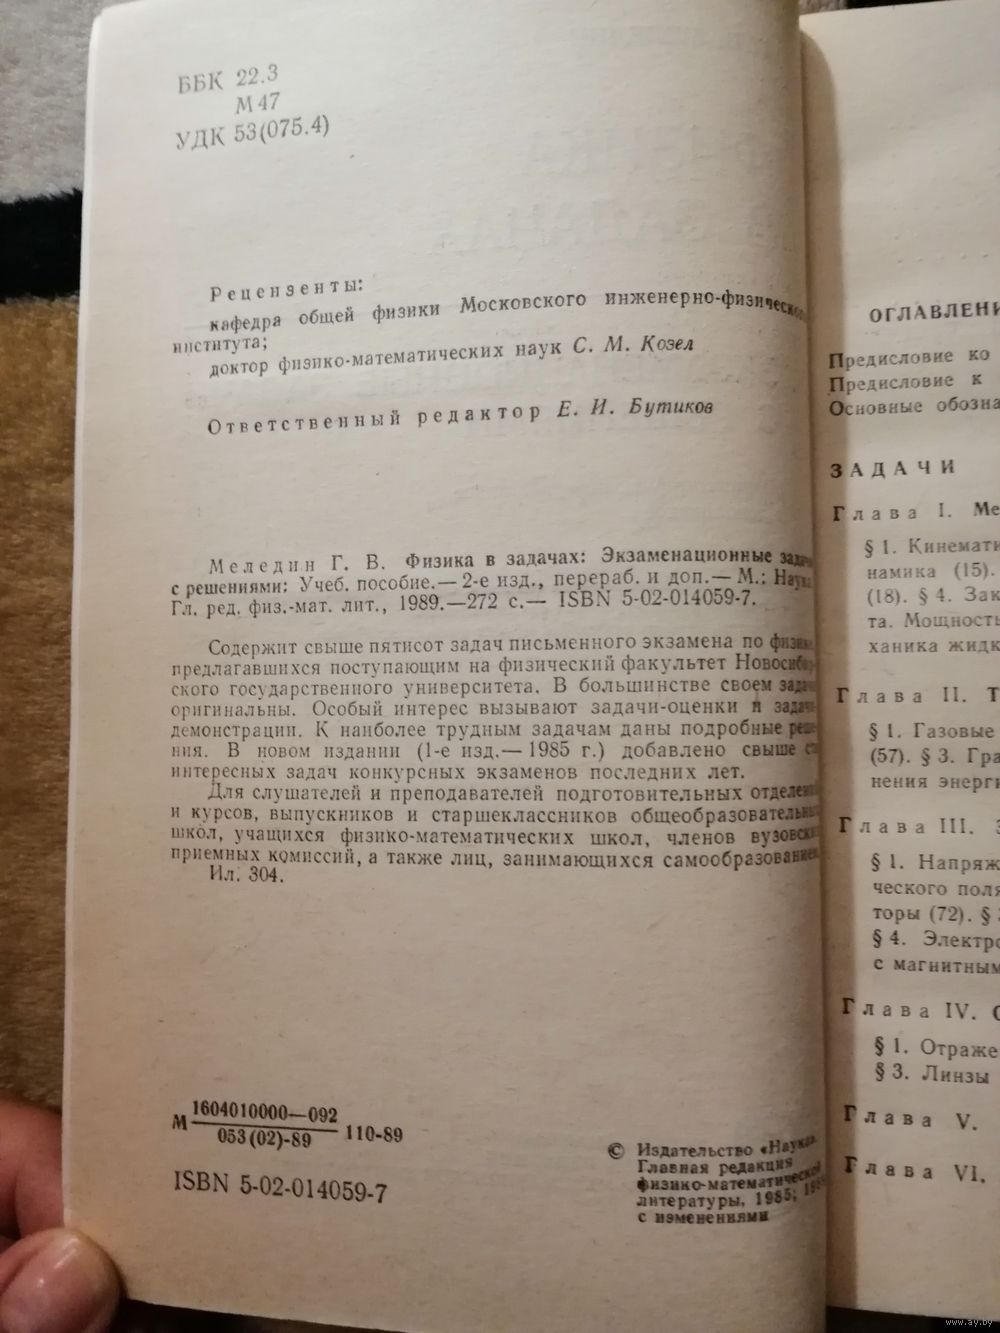 ББК 22.3
М 47
УДК 53(075.4)
Рецензенты:
кафедра общей физики Московского инженерно-физического
института;
доктор физико-математических наук С. М. Козел
Ответственный редактор Е. И. Бутиков
Меледин Г. В. Физика в задачах: Экзаменационные задачи
с решениями: Учеб. пособие.— 2-е изд., перераб. и доп.— М.: Наука.
Гл. ред. физ.-мат. лит., 1989.—272 с.— ISBN 5-02-014059-7.
Содержит свыше пятисот задач письменного экзамена по физике,
предлагавшихся поступающим на физический факультет Новосибир-
ского государственного университета. В большинстве своем задачи
оригинальны. Особый интерес вызывают задачи-оценки и задачи-
демонстрации. К наиболее трудным задачам даны подробные реше-
ния. В новом издании (1-е изд.— 1985 г.) добавлено свыше ста
интересных задач конкурсных экзаменов последних лет.
Для слушателей и преподавателей подготовительных отделений
и курсов, выпускников и старшеклассников общеобразовательных
школ, учащихся физико-математических школ, членов вузовских
приемных комиссий, а также лиц, занимающихся самообразованием.
Ил. 304.
М 1604010000—092
053(02)-89 110-89
ISBN 5-02-014059-7
© Издательство «Наука».
Главная редакция
физико-математической
литературы, 1985; 1989
с изменениями
ОГЛАВЛЕНИ
Предисловие ко
Предисловие к
Основные обозна
ЗАДАЧИ
Глава I. Ме
§ 1. Кинемати
намика (15).
(18). § 4. Зак
та. Мощность
ханика жидк
Глава II. Т
§ 1. Газовые
(57). § 3. Гра
нения энерги
Глава III. Э
§ 1. Напряж
ческого поля
торы (72). §
§ 4. Электро
с магнитным
Глава IV. О
§ 1. Отраже
§ 3. Линзы
Глава V.
Глава VI.
www.ay.by